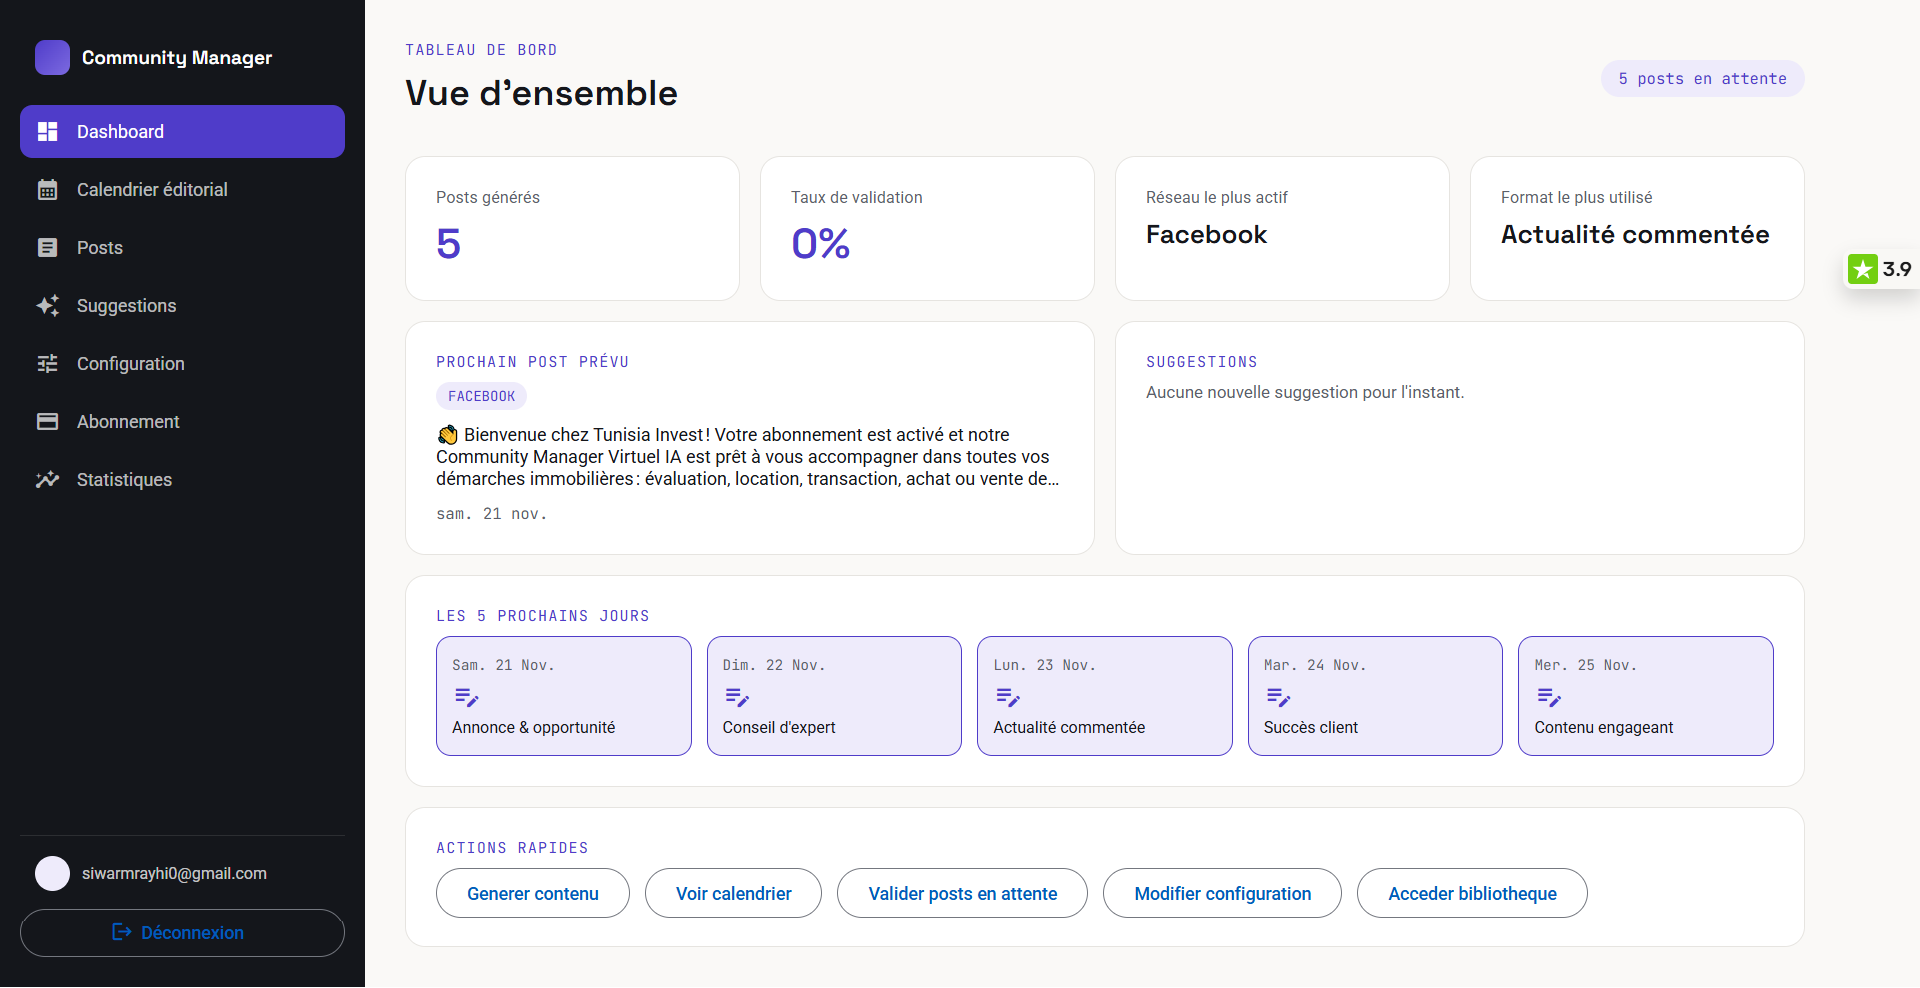 Community Manager
Dashboard
Calendrier éditorial
Posts
Suggestions
Configuration
Abonnement
Statistiques
siwarmrayhi0@gmail.com
Déconnexion
TABLEAU DE BORD
Vue d’ensemble
5 posts en attente
Posts générés
5
Taux de validation
0%
Réseau le plus actif
Facebook
Format le plus utilisé
Actualité commentée
3.9
PROCHAIN POST PRÉVU
FACEBOOK
👏 Bienvenue chez Tunisia Invest ! Votre abonnement est activé et notre
Community Manager Virtuel IA est prêt à vous accompagner dans toutes vos
démarches immobilières : évaluation, location, transaction, achat ou vente de…
sam. 21 nov.
SUGGESTIONS
Aucune nouvelle suggestion pour l'instant.
LES 5 PROCHAINS JOURS
Sam. 21 Nov.
Annonce & opportunité
Dim. 22 Nov.
Conseil d'expert
Lun. 23 Nov.
Actualité commentée
Mar. 24 Nov.
Succès client
Mer. 25 Nov.
Contenu engageant
ACTIONS RAPIDES
Generer contenu
Voir calendrier
Valider posts en attente
Modifier configuration
Acceder bibliotheque